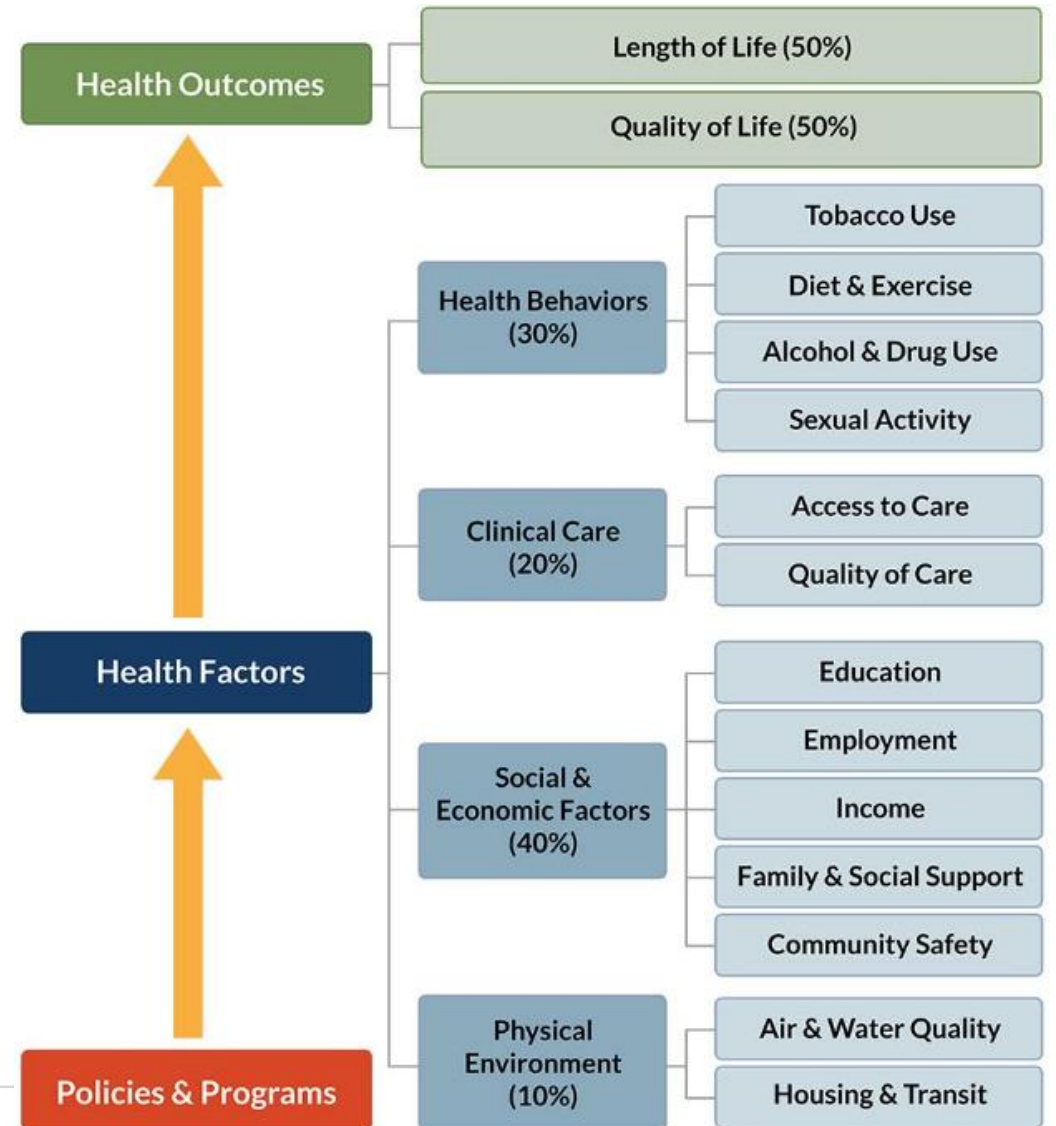 Health Outcomes
Length of Life (50%)
Quality of Life (50%)
Health Factors
Health Behaviors
(30%)
Tobacco Use
Diet & Exercise
Alcohol & Drug Use
Sexual Activity
Clinical Care
(20%)
Access to Care
Quality of Care
Social &
Economic Factors
(40%)
Education
Employment
Income
Family & Social Support
Community Safety
Physical
Environment
(10%)
Air & Water Quality
Housing & Transit
Policies & Programs